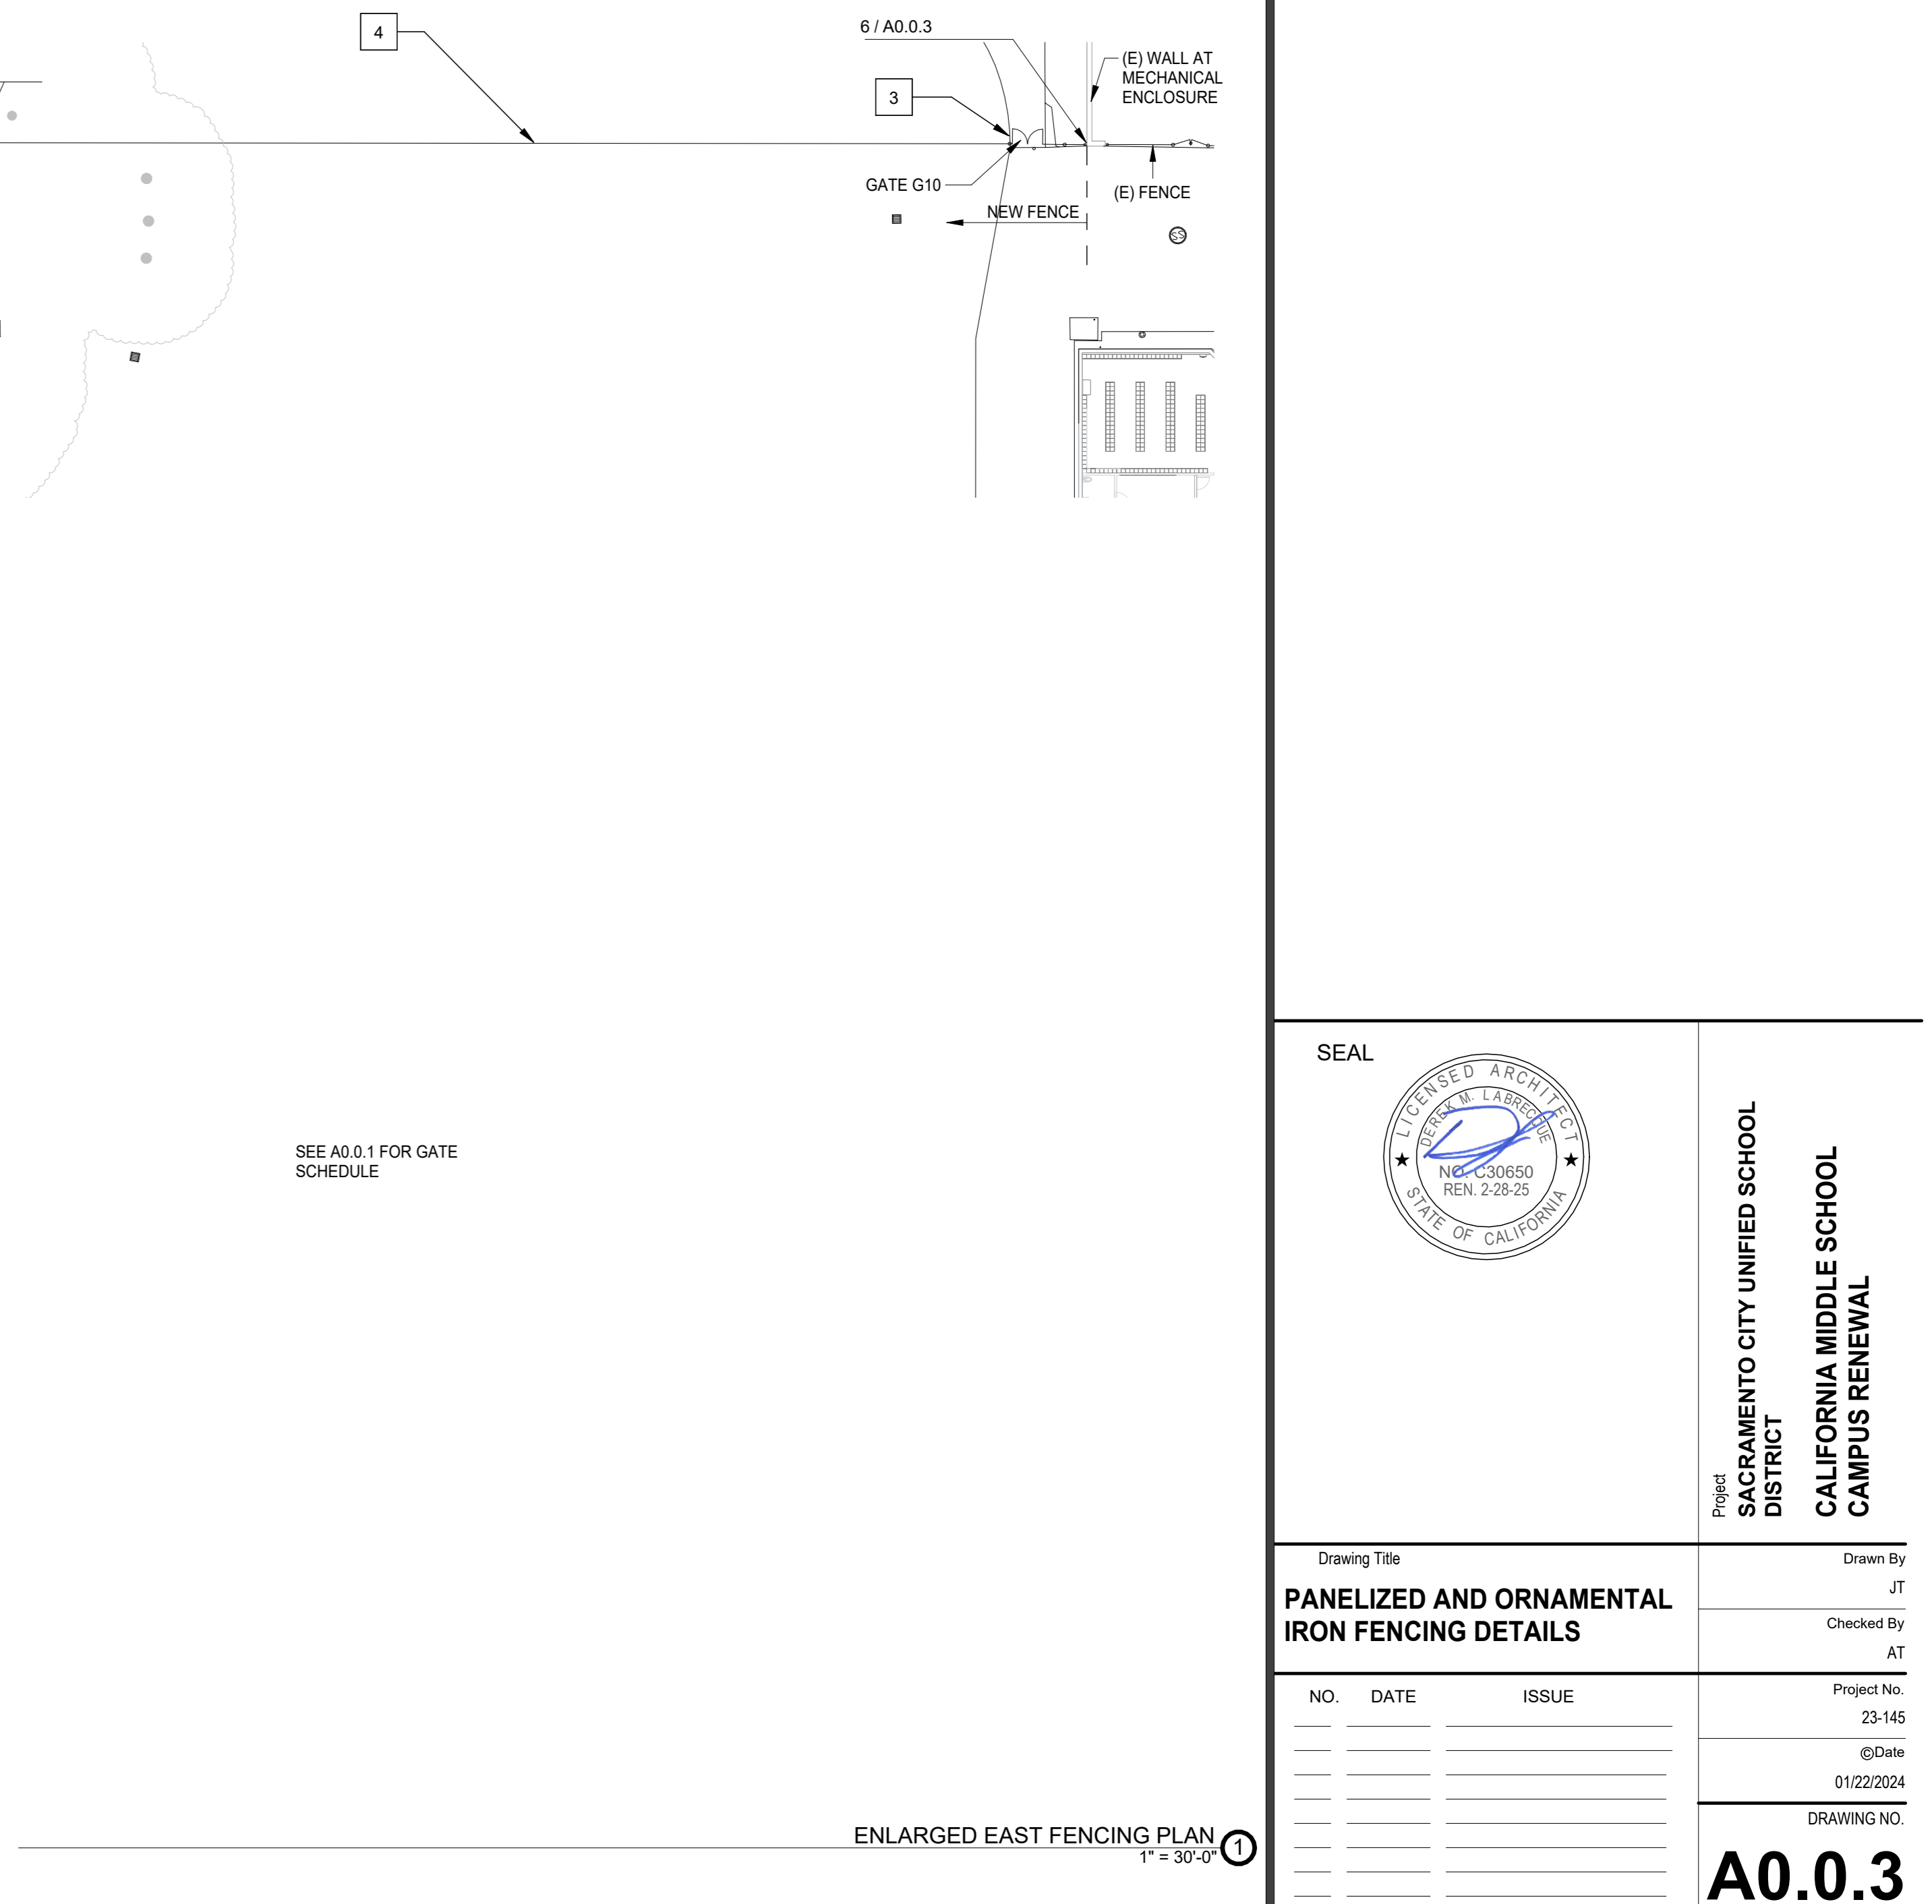 4
6 / A0.0.3
(E) WALL AT
MECHANICAL
ENCLOSURE
3
GATE G10
(E) FENCE
NEW FENCE
SS
SEE A0.0.1 FOR GATE
SCHEDULE
ENLARGED EAST FENCING PLAN
1
1" = 30'-0"
SEAL
LICENSED ARCHITECT
DEREK M. LABRECQUE
NO. C30650
REN. 2-28-25
STATE OF CALIFORNIA
Project
SACRAMENTO CITY UNIFIED SCHOOL
DISTRICT
CALIFORNIA MIDDLE SCHOOL
CAMPUS RENEWAL
Drawing Title
PANELIZED AND ORNAMENTAL
IRON FENCING DETAILS
Drawn By
JT
Checked By
AT
NO. DATE ISSUE
Project No.
23-145
©Date
01/22/2024
DRAWING NO.
A0.0.3